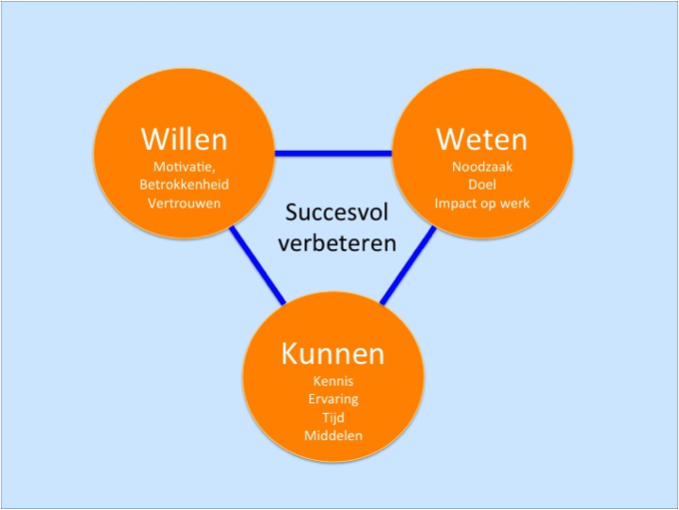 Willen
Motivatie,
Betrokkenheid
Vertrouwen
Weten
Noodzaak
Doel
Impact op werk
Succesvol
verbeteren
Kunnen
Kennis
Ervaring
Tijd
Middelen